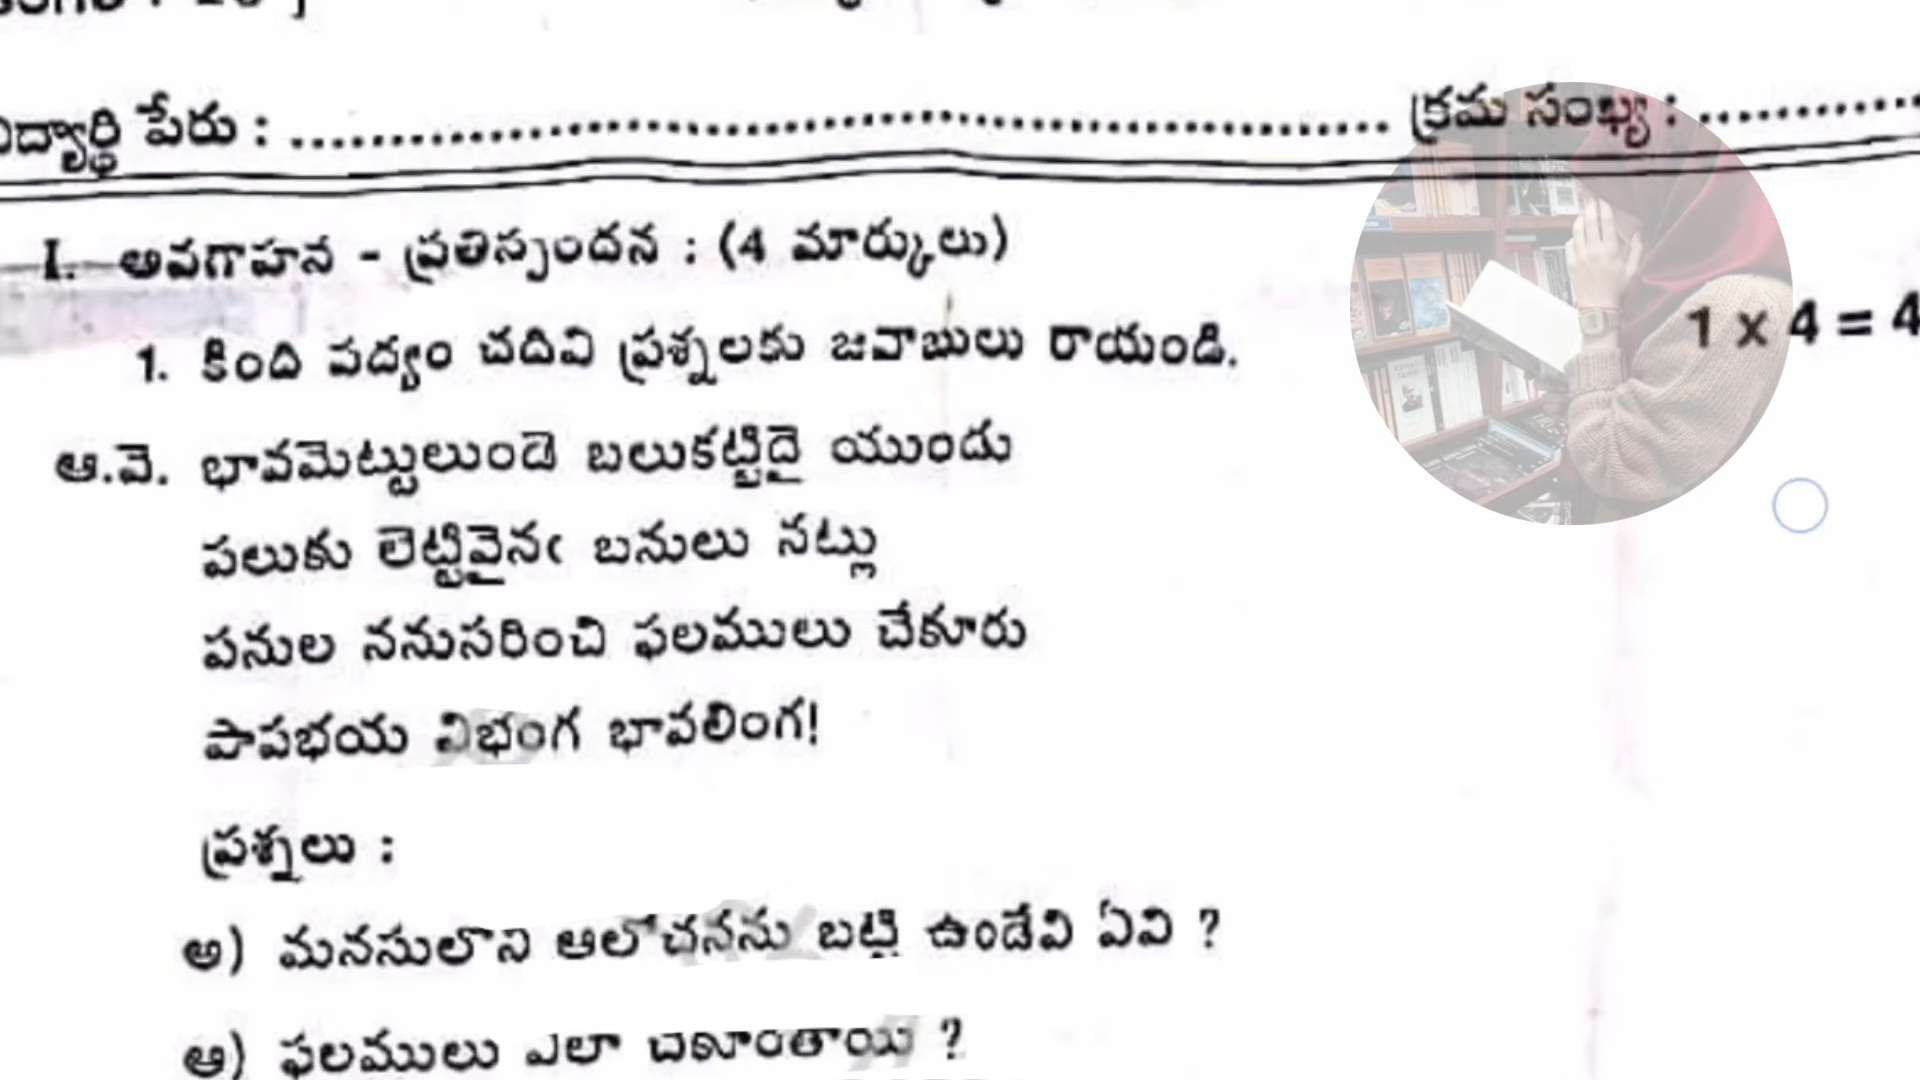 విద్యార్థి పేరు : ........................................................ క్రమ సంఖ్య : ............
I. అవగాహన - ప్రతిస్పందన : (4 మార్కులు)
1. కింది పద్యం చదివి ప్రశ్నలకు జవాబులు రాయండి. 1 x 4 = 4
ఆ.వె. భావమెట్టులుండె బలుకట్టిదై యుండు
పలుకు లెట్టివైనఁ బనులు నట్లు
పనుల ననుసరించి ఫలములు చేకూరు
పాపభయ విభంగ భావలింగ!
ప్రశ్నలు :
అ) మనసులొని ఆలోచనను బట్టి ఉండేవి ఏవి ?
ఆ) ఫలములు ఎలా చేకూరతాయి ?